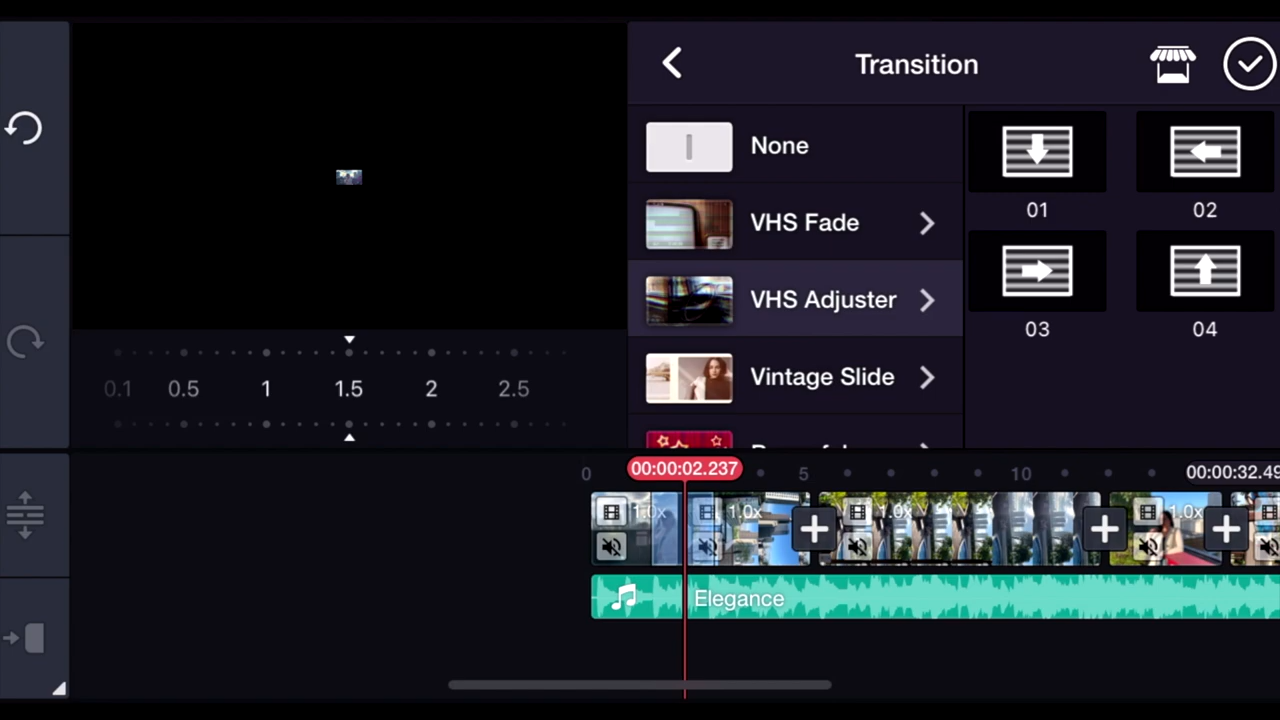 Transition
None
01
02
VHS Fade
VHS Adjuster
03
04
0.1 0.5 1 1.5 2 2.5
Vintage Slide
0 00:00:02.237 5 10 00:00:32.49
1.0x 1.0x 1.0x 1.0x
Elegance